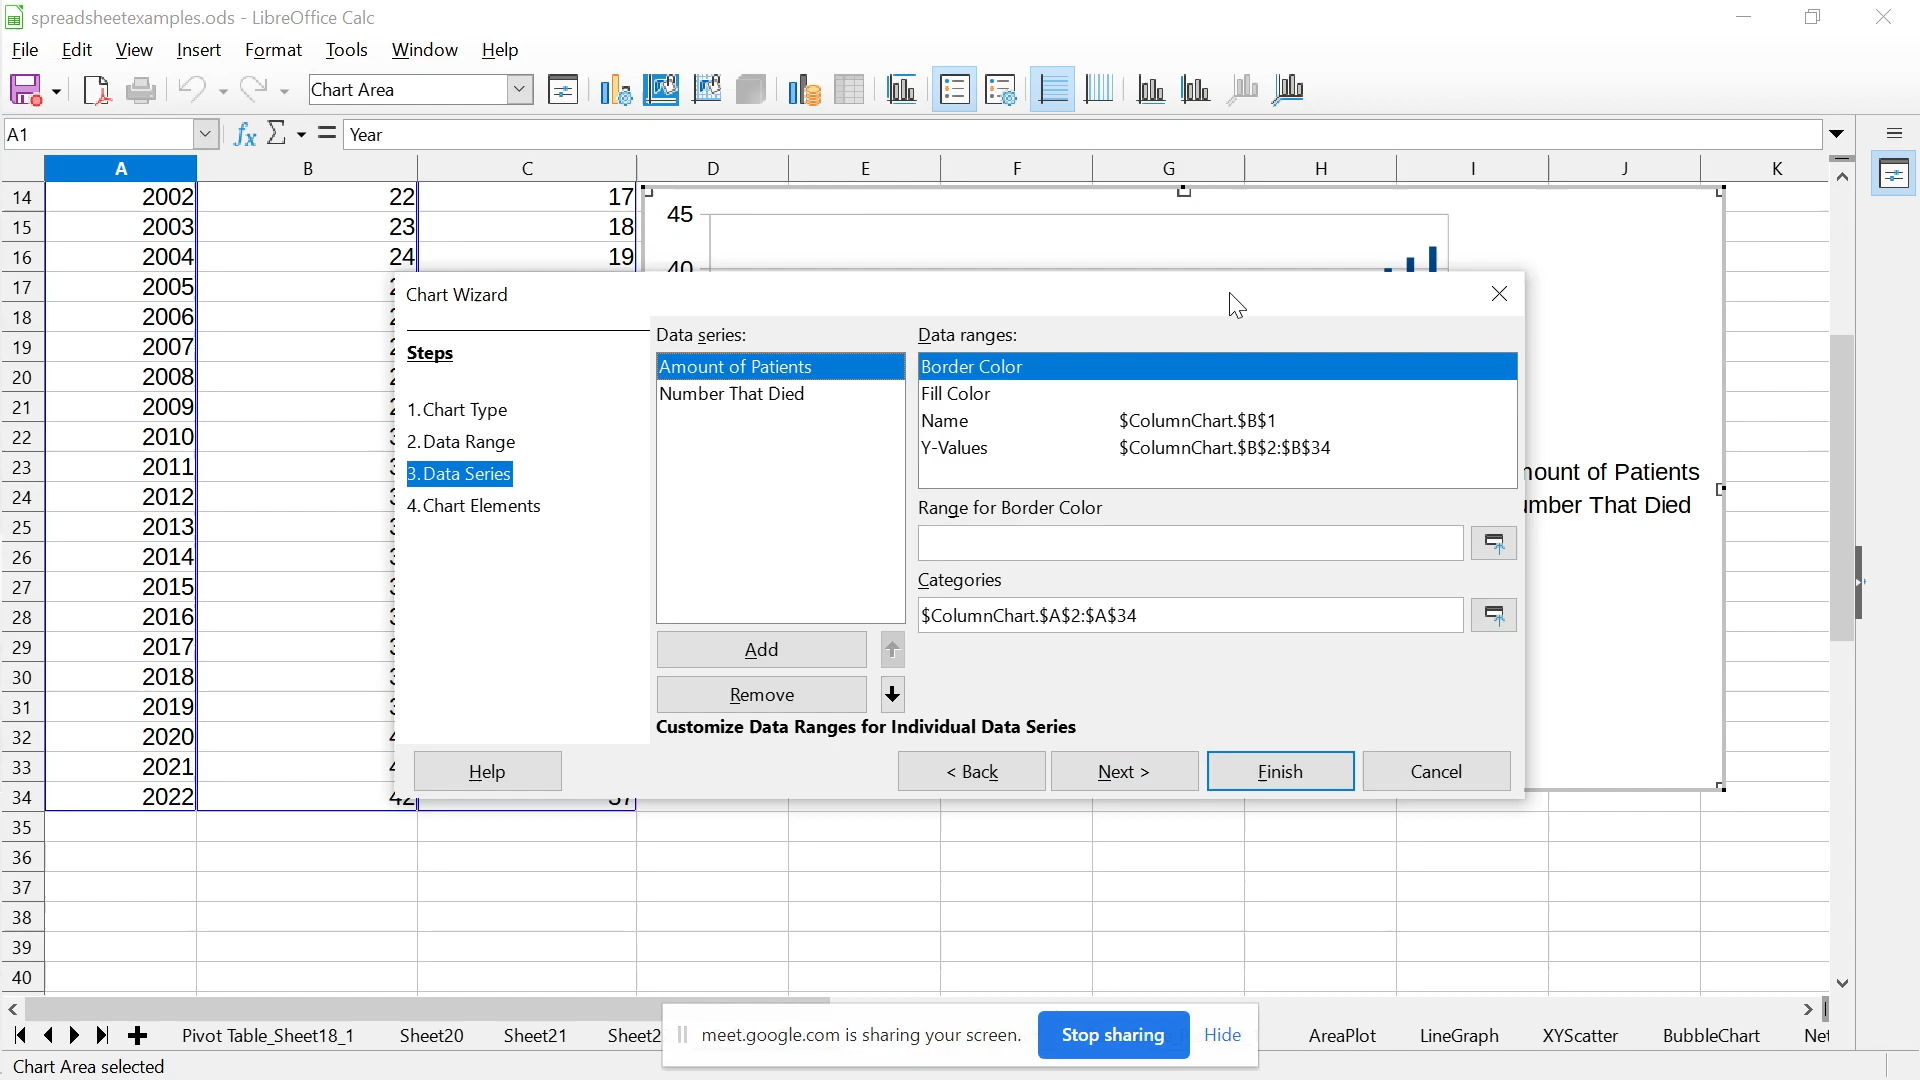 spreadsheetexamples.ods - LibreOffice Calc
File Edit View Insert Format Tools Window Help
Chart Area
A1 fx Σ = Year
A B C D E F G H I J K
14 2002 22 17
15 2003 23 18
16 2004 24 19
17 2005
18 2006
19 2007
20 2008
21 2009
22 2010
23 2011
24 2012
25 2013
26 2014
27 2015
28 2016
29 2017
30 2018
31 2019
32 2020
33 2021
34 2022 42 37
35
36
37
38
39
40
45
40
Amount of Patients
Number That Died
Chart Wizard
Steps
1. Chart Type
2. Data Range
3. Data Series
4. Chart Elements
Data series:
Amount of Patients
Number That Died
Add
Remove
Data ranges:
Border Color
Fill Color
Name $ColumnChart.$B$1
Y-Values $ColumnChart.$B$2:$B$34
Range for Border Color
Categories
$ColumnChart.$A$2:$A$34
Customize Data Ranges for Individual Data Series
Help < Back Next > Finish Cancel
Pivot Table_Sheet18_1 Sheet20 Sheet21 Sheet2 AreaPlot LineGraph XYScatter BubbleChart Net
meet.google.com is sharing your screen. Stop sharing Hide
Chart Area selected